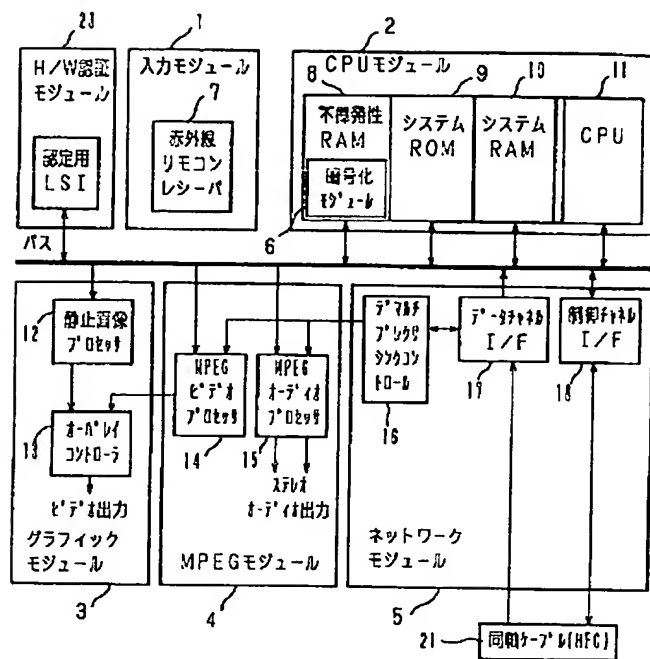 23
1
2
H/W認証
モジュール
認定用
LSI
入力モジュール
7
赤外線
リモコン
レシーバ
CPUモジュール
8
9
10
11
不揮発性
RAM
暗号化
モジュール
6
システム
ROM
システム
RAM
CPU
バス
12
静止画像
プロセッサ
13
オーバレイ
コントローラ
ビデオ出力
グラフィック
モジュール
3
MPEG
ビデオ
プロセッサ
14
MPEG
オーディオ
プロセッサ
15
ステレオ
オーディオ出力
MPEGモジュール
4
デマルチ
プレクサ
シンクコン
トロール
16
データチャネル
I/F
17
制御チャネル
I/F
18
ネットワーク
モジュール
5
21
同軸ケーブル(HFC)